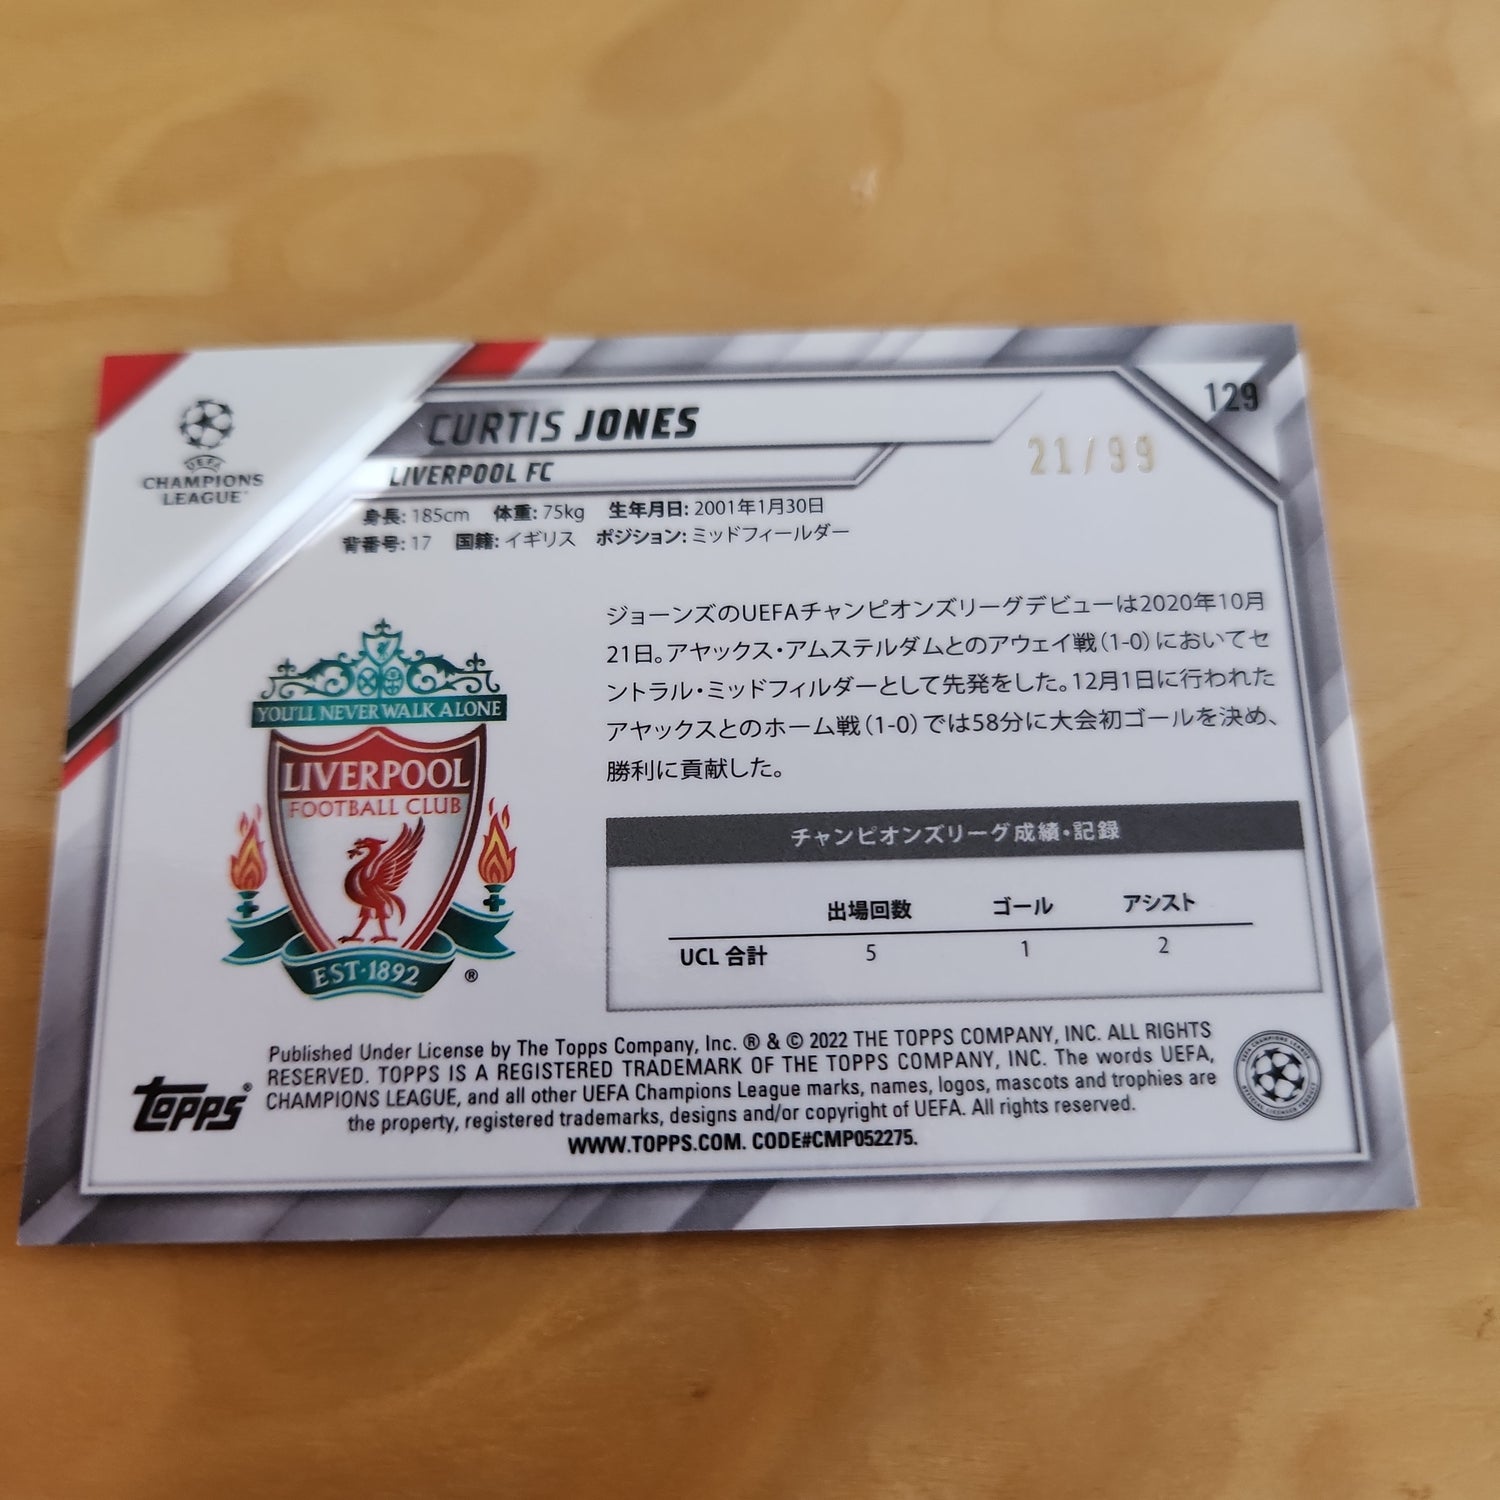 129
CURTIS JONES
21/99
LIVERPOOL FC
UEFA
CHAMPIONS
LEAGUE
身長: 185cm 体重: 75kg 生年月日: 2001年1月30日
背番号: 17 国籍: イギリス ポジション: ミッドフィールダー
ジョーンズのUEFAチャンピオンズリーグデビューは2020年10月
21日。アヤックス・アムステルダムとのアウェイ戦(1-0)においてセ
ントラル・ミッドフィルダーとして先発をした。12月1日に行われた
アヤックスとのホーム戦(1-0)では58分に大会初ゴールを決め、
勝利に貢献した。
YOU'LL NEVER WALK ALONE
LIVERPOOL
FOOTBALL CLUB
EST·1892
®
チャンピオンズリーグ成績・記録
出場回数 ゴール アシスト
UCL 合計 5 1 2
Published Under License by The Topps Company, Inc. ® & © 2022 THE TOPPS COMPANY, INC. ALL RIGHTS
RESERVED. TOPPS IS A REGISTERED TRADEMARK OF THE TOPPS COMPANY, INC. The words UEFA,
CHAMPIONS LEAGUE, and all other UEFA Champions League marks, names, logos, mascots and trophies are
the property, registered trademarks, designs and/or copyright of UEFA. All rights reserved.
WWW.TOPPS.COM. CODE#CMP052275.
topps®